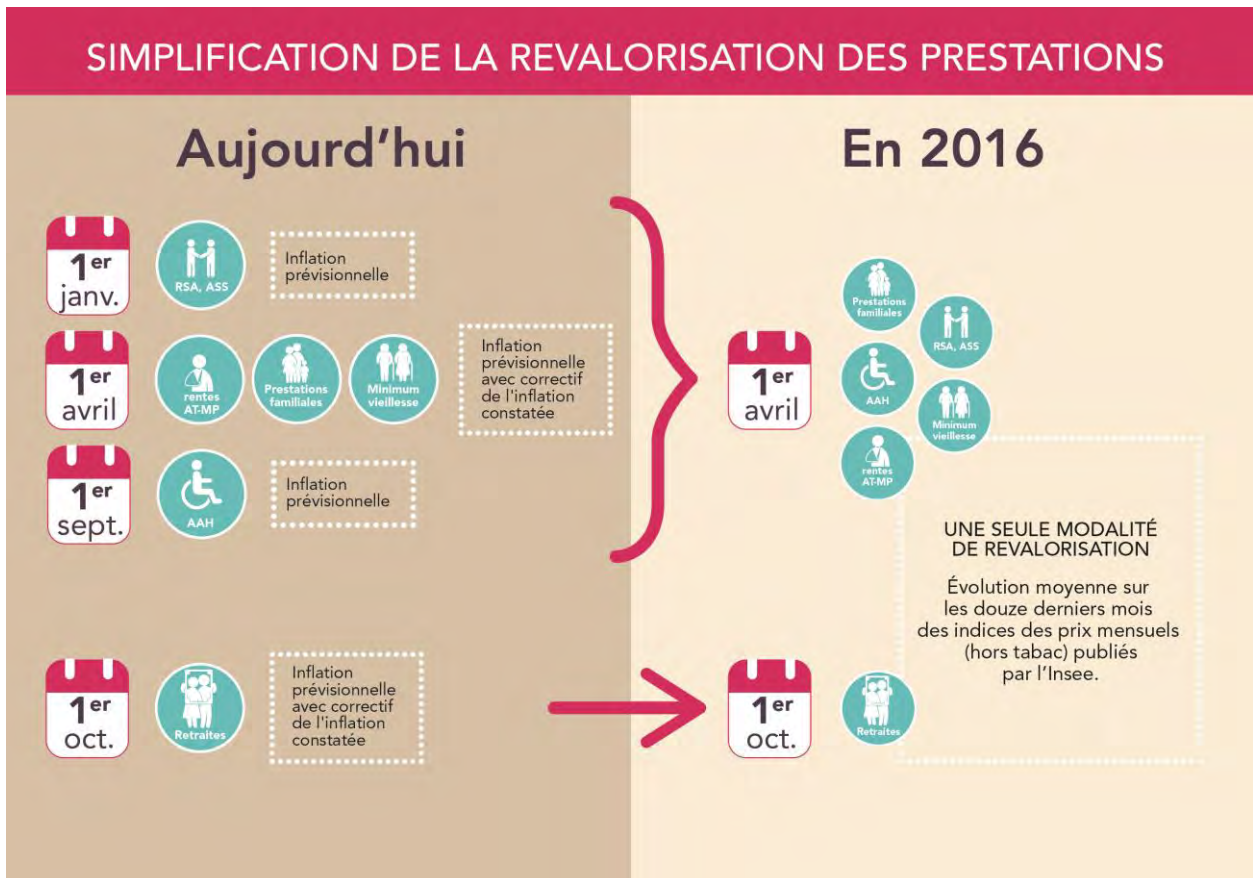 SIMPLIFICATION DE LA REVALORISATION DES PRESTATIONS
Aujourd'hui
1er
janv.
RSA, ASS
Inflation
prévisionnelle
1er
avril
rentes
AT-MP
Prestations
familiales
Minimum
vieillesse
Inflation
prévisionnelle
avec correctif
de l'inflation
constatée
1er
sept.
AAH
Inflation
prévisionnelle
1er
oct.
Retraites
Inflation
prévisionnelle
avec correctif
de l'inflation
constatée
En 2016
1er
avril
Prestations
familiales
RSA, ASS
AAH
Minimum
vieillesse
rentes
AT-MP
UNE SEULE MODALITÉ
DE REVALORISATION
Évolution moyenne sur
les douze derniers mois
des indices des prix mensuels
(hors tabac) publiés
par l'Insee.
1er
oct.
Retraites